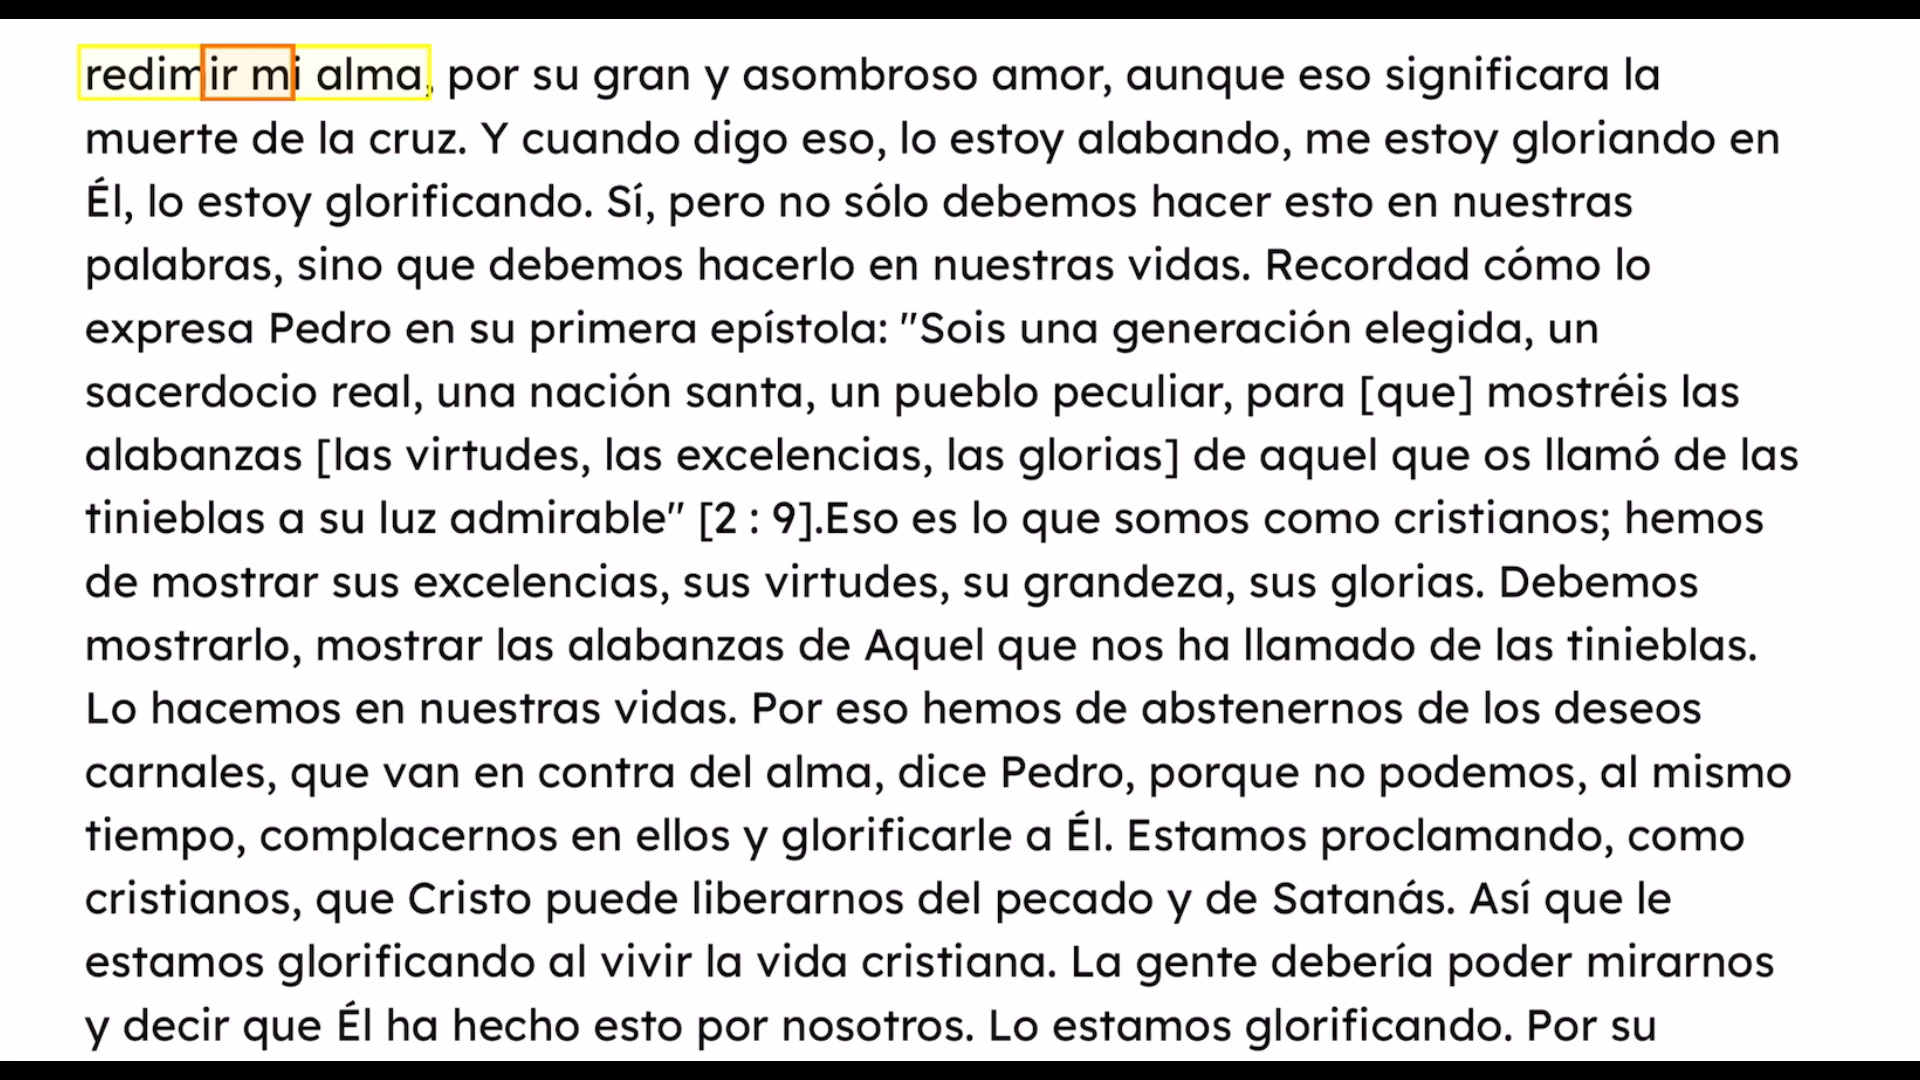 redimir mi alma, por su gran y asombroso amor, aunque eso significara la
muerte de la cruz. Y cuando digo eso, lo estoy alabando, me estoy gloriando en
Él, lo estoy glorificando. Sí, pero no sólo debemos hacer esto en nuestras
palabras, sino que debemos hacerlo en nuestras vidas. Recordad cómo lo
expresa Pedro en su primera epístola: "Sois una generación elegida, un
sacerdocio real, una nación santa, un pueblo peculiar, para [que] mostréis las
alabanzas [las virtudes, las excelencias, las glorias] de aquel que os llamó de las
tinieblas a su luz admirable" [2 : 9].Eso es lo que somos como cristianos; hemos
de mostrar sus excelencias, sus virtudes, su grandeza, sus glorias. Debemos
mostrarlo, mostrar las alabanzas de Aquel que nos ha llamado de las tinieblas.
Lo hacemos en nuestras vidas. Por eso hemos de abstenernos de los deseos
carnales, que van en contra del alma, dice Pedro, porque no podemos, al mismo
tiempo, complacernos en ellos y glorificarle a Él. Estamos proclamando, como
cristianos, que Cristo puede liberarnos del pecado y de Satanás. Así que le
estamos glorificando al vivir la vida cristiana. La gente debería poder mirarnos
y decir que Él ha hecho esto por nosotros. Lo estamos glorificando. Por su